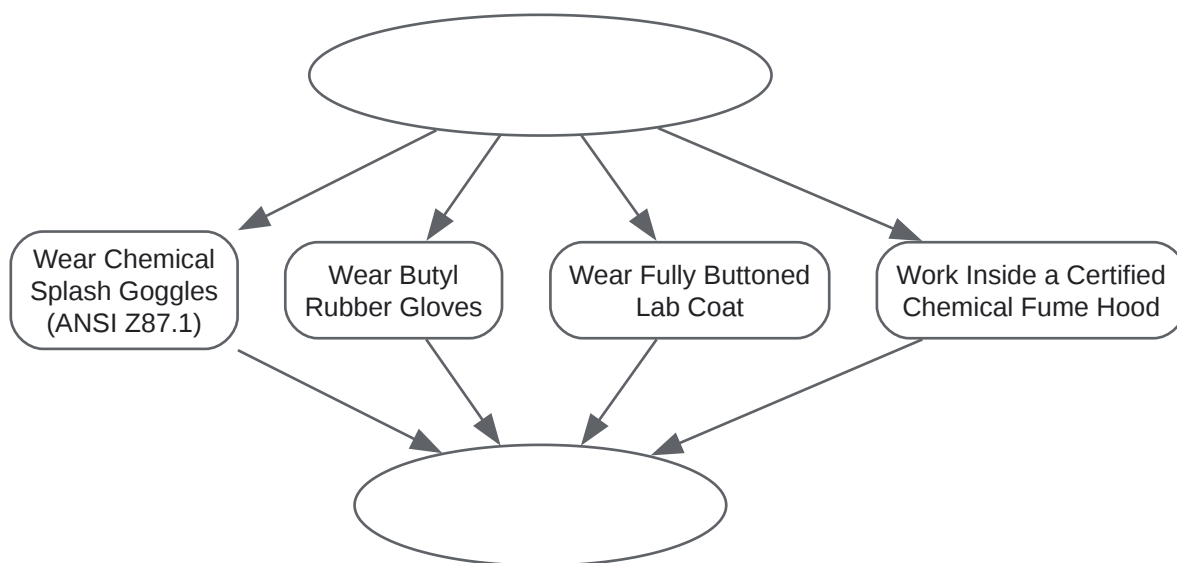 Wear Chemical
Splash Goggles
(ANSI Z87.1)
Wear Butyl
Rubber Gloves
Wear Fully Buttoned
Lab Coat
Work Inside a Certified
Chemical Fume Hood